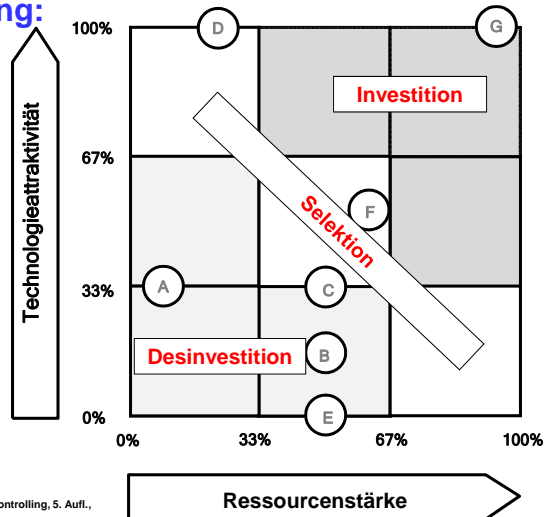 ng:
100%
D
G
Investition
Technologieattraktivität
67%
Selektion
F
33%
A
C
Desinvestition
B
0%
E
0%
33%
67%
100%
ontrolling, 5. Aufl.,
Ressourcenstärke